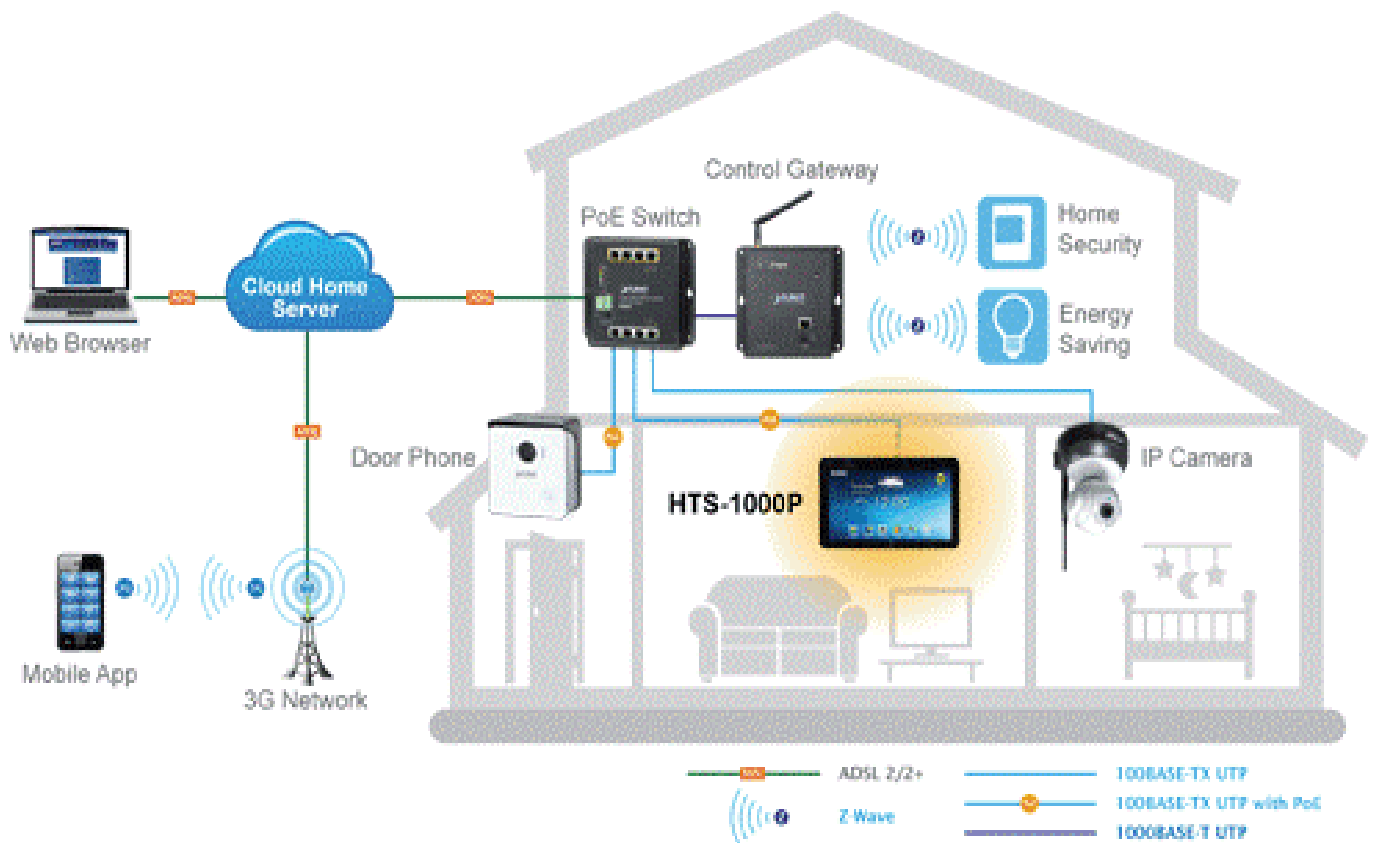 Control Gateway
PoE Switch
Home
Security
Cloud Home
Server
Web Browser
Energy
Saving
Door Phone
HTS-1000P
IP Camera
Mobile App
3G Network
ADSL 2/2+
100BASE-TX UTP
Z-Wave
100BASE-TX UTP with PoE
1000BASE-T UTP